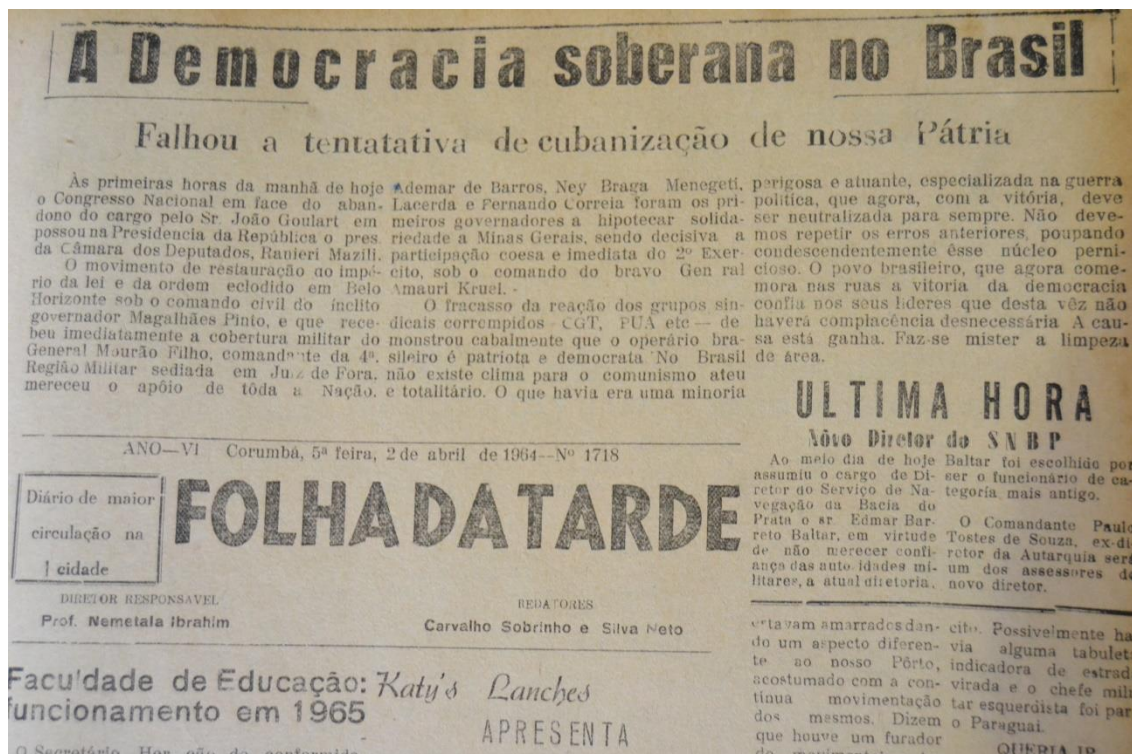 A Democracia soberana no Brasil
Falhou a tentatativa de cubanização de nossa Pátria
Às primeiras horas da manhã de hoje
o Congresso Nacional em face do aban-
dono do cargo pelo Sr. João Goulart em
possou na Presidencia da República o pres.
da Câmara dos Deputados, Ranieri Mazili.
O movimento de restauração ao impé-
rio da lei e da ordem eclodido em Belo
Horizonte sob o comando civil do ínclito
governador Magalhães Pinto, e que rece-
beu imediatamente a cobertura militar do
General Mourão Filho, comandante da 4ª.
Região Militar sediada em Juiz de Fora,
mereceu o apôio de tôda a Nação.
Ademar de Barros, Ney Braga Menegeti,
Lacerda e Fernando Correia foram os pri-
meiros governadores a hipotecar solida-
riedade a Minas Gerais, sendo decisiva a
participação coesa e imediata do 2º Exer-
cito, sob o comando do bravo Gen ral
Amauri Kruel. -
O fracasso da reação dos grupos sin-
dicais corrompidos - CGT, PUA etc — de
monstrou cabalmente que o operário bra-
sileiro é patriota e democrata No Brasil
não existe clima para o comunismo ateu
e totalitário. O que havia era uma minoria
perigosa e atuante, especializada na guerra
política, que agora, com a vitória, deve
ser neutralizada para sempre. Não deve-
mos repetir os erros anteriores, poupando
condescendentemente êsse núcleo perni-
cioso. O povo brasileiro, que agora come-
mora nas ruas a vitoria da democracia
confia nos seus lideres que desta vêz não
haverá complacência desnecessária A cau-
sa está ganha. Faz-se mister a limpeza
de área.
ULTIMA HORA
Nôvo Diretor do SNBP
Ao meio dia de hoje
assumiu o cargo de Di-
retor do Serviço de Na-
vegação da Bacia do
Prata o sr. Edmar Bar-
reto Baltar, em virtude
de não merecer confi-
ança das auto idades mi-
litares, a atual diretoria.
Baltar foi escolhido por
ser o funcionário de ca-
tegoría mais antigo.
O Comandante Paulo
Tostes de Souza, ex-di-
retor da Autarquia será
um dos assessores do
novo diretor.
ANO—VI Corumbá, 5ª feira, 2 de abril de 1964—Nº 1718
Diário de maior
circulação na
cidade
FOLHA DA TARDE
DIRETOR RESPONSAVEL
Prof. Nemetala Ibrahim
REDATORES
Carvalho Sobrinho e Silva Neto
Faculdade de Educação:
funcionamento em 1965
Katy's Lanches
APRESENTA
estavam amarrados dan-
do um aspecto diferen-
te ao nosso Pôrto,
acostumado com a con-
tinua movimentação
dos mesmos. Dizem
que houve um furador
cito. Possivelmente ha-
via alguma tabulet
indicadora de estrad
virada e o chefe mili
tar esquerdista foi par
o Paraguai.